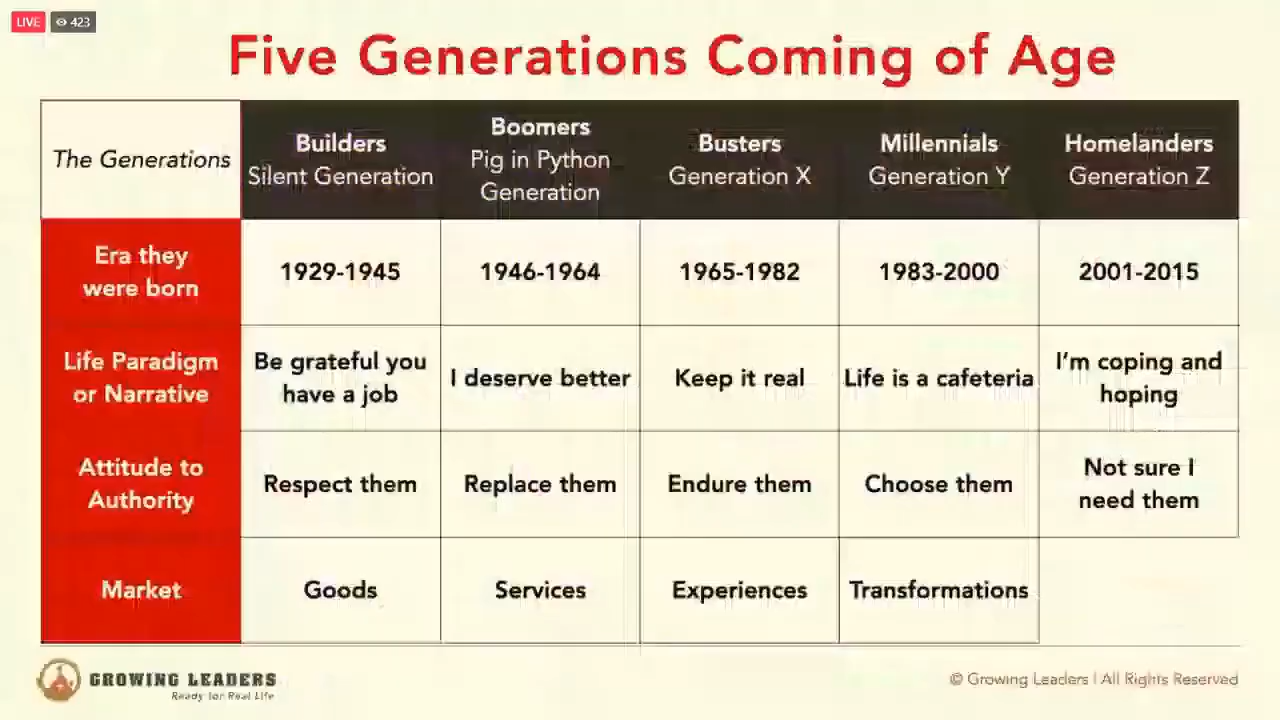 LIVE 423
Five Generations Coming of Age
The Generations
Builders
Silent Generation
Boomers
Pig in Python
Generation
Busters
Generation X
Millennials
Generation Y
Homelanders
Generation Z
Era they
were born
1929-1945
1946-1964
1965-1982
1983-2000
2001-2015
Life Paradigm
or Narrative
Be grateful you
have a job
I deserve better
Keep it real
Life is a cafeteria
I'm coping and
hoping
Attitude to
Authority
Respect them
Replace them
Endure them
Choose them
Not sure I
need them
Market
Goods
Services
Experiences
Transformations
GROWING LEADERS
Ready for Real Life
© Growing Leaders | All Rights Reserved